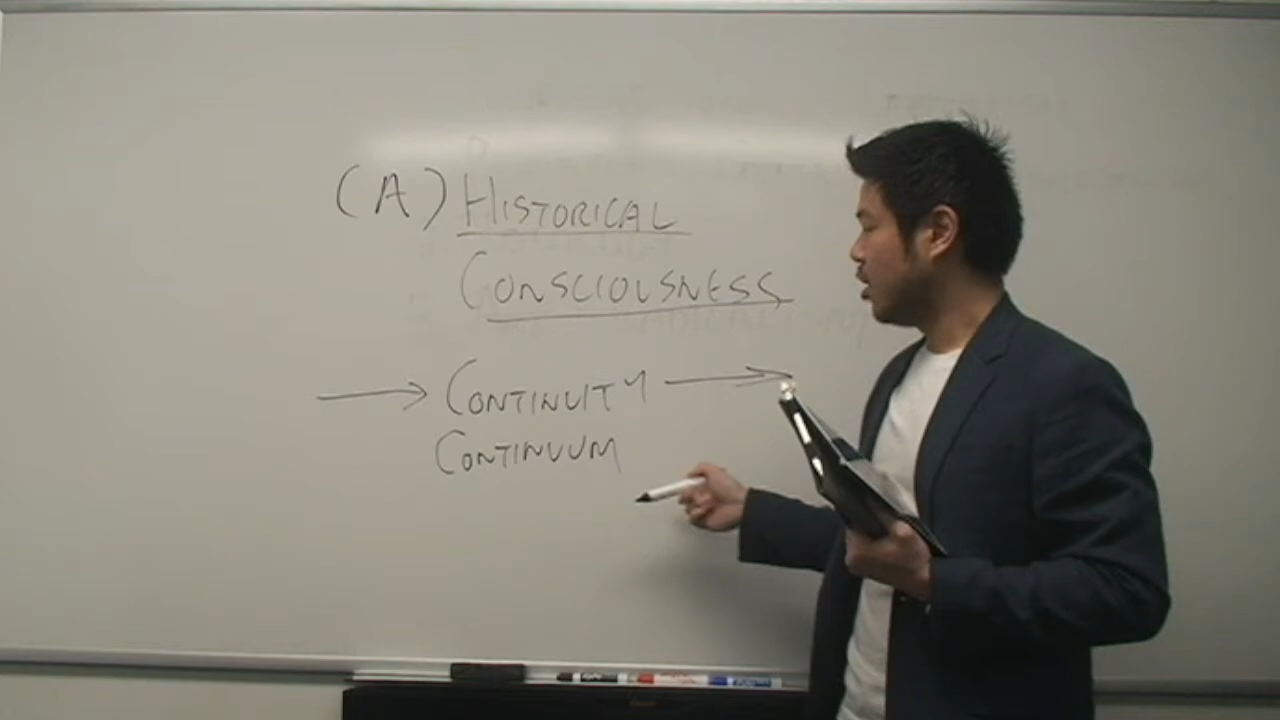 (A) HISTORICAL
CONSCIOUSNESS
→ CONTINUITY →
CONTINUUM